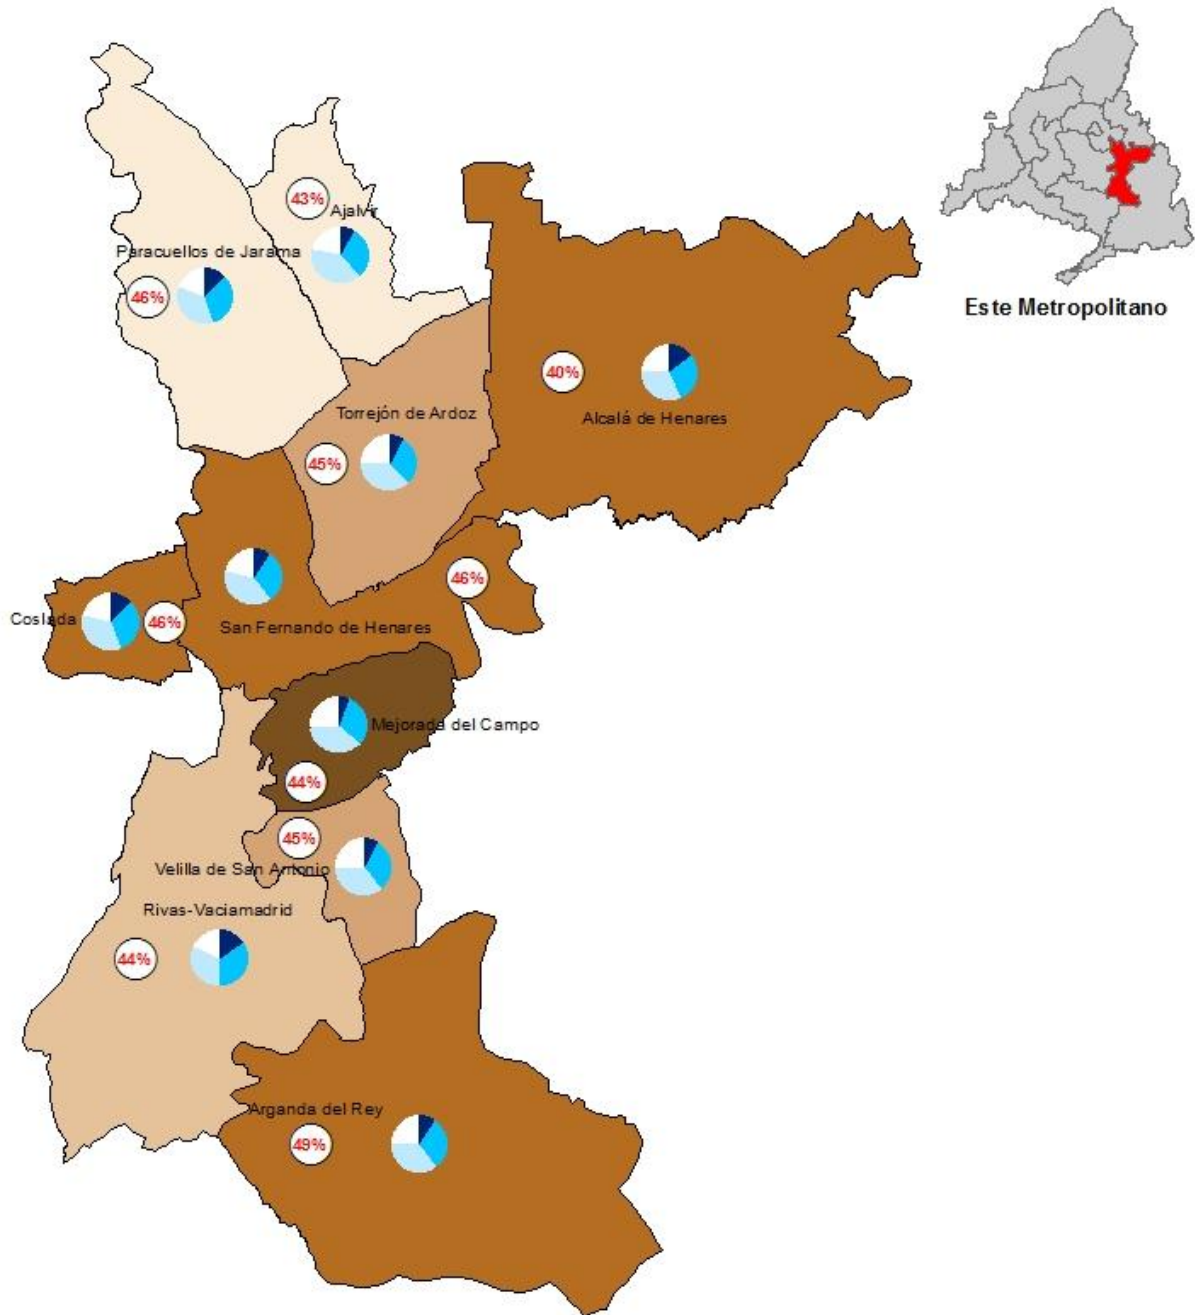 43%
Ajalvir
Paracuellos de Jarama
46%
Este Metropolitano
40%
Alcalá de Henares
Torrejón de Ardoz
45%
46%
Coslada
46%
San Fernando de Henares
Mejorada del Campo
44%
45%
Velilla de San Antonio
Rivas-Vaciamadrid
44%
Arganda del Rey
49%